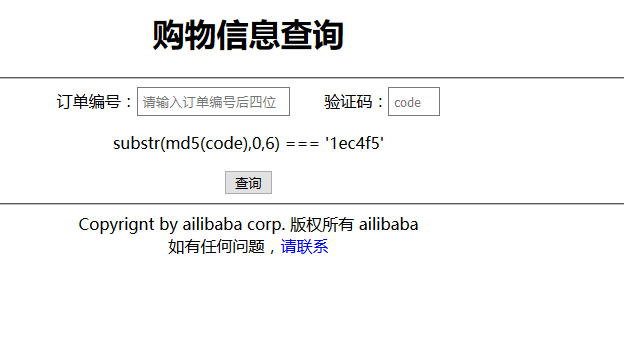 购物信息查询
订单编号：请输入订单编号后四位 验证码：code
substr(md5(code),0,6) === '1ec4f5'
查询
Copyrignt by ailibaba corp. 版权所有 ailibaba
如有任何问题，请联系